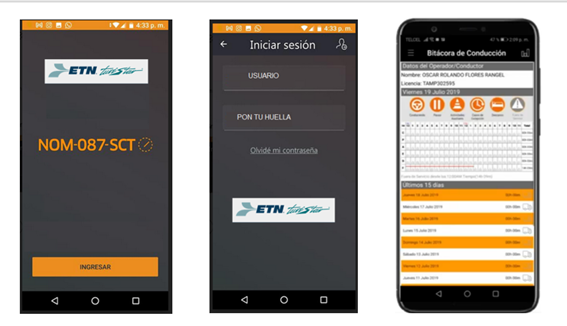 4:33 p. m.
ETN turistar
NOM-087-SCT
INGRESAR
4:33 p. m.
Iniciar sesión
USUARIO
PON TU HUELLA
Olvidé mi contraseña
ETN turistar
Bitácora de Conducción
Datos del Operador/Conductor
Nombre: OSCAR ROLANDO FLORES RANGEL
Licencia: TAMP302595
Viernes 19 Julio 2019
Últimos 15 días
Jueves 18 Julio 2019
Miércoles 17 Julio 2019
Martes 16 Julio 2019
Lunes 15 Julio 2019
Domingo 14 Julio 2019
Sábado 13 Julio 2019
Viernes 12 Julio 2019
Jueves 11 Julio 2019